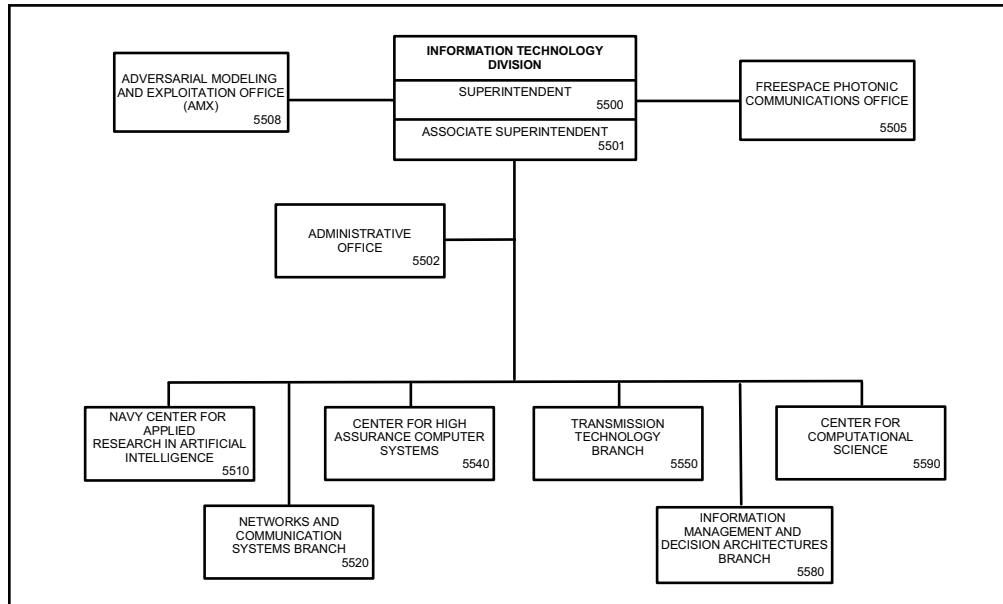 INFORMATION TECHNOLOGY
DIVISION
SUPERINTENDENT
5500
ASSOCIATE SUPERINTENDENT
5501
ADVERSARIAL MODELING
AND EXPLOITATION OFFICE
(AMX)
5508
FREESPACE PHOTONIC
COMMUNICATIONS OFFICE
5505
ADMINISTRATIVE
OFFICE
5502
NAVY CENTER FOR
APPLIED
RESEARCH IN ARTIFICIAL
INTELLIGENCE
5510
CENTER FOR HIGH
ASSURANCE COMPUTER
SYSTEMS
5540
TRANSMISSION
TECHNOLOGY
BRANCH
5550
CENTER FOR
COMPUTATIONAL
SCIENCE
5590
NETWORKS AND
COMMUNICATION
SYSTEMS BRANCH
5520
INFORMATION
MANAGEMENT AND
DECISION ARCHITECTURES
BRANCH
5580